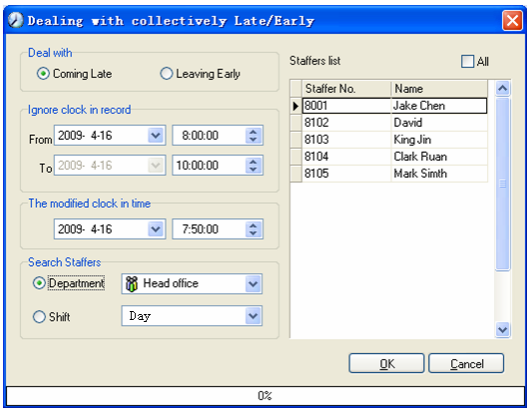 Dealing with collectively Late/Early
Deal with
Coming Late
Leaving Early
Ignore clock in record
From 2009- 4-16 8:00:00
To 2009- 4-16 10:00:00
The modified clock in time
2009- 4-16 7:50:00
Search Staffers
Department Head office
Shift Day
Staffers list All
Staffer No. Name
8001 Jake Chen
8102 David
8103 King Jin
8104 Clark Ruan
8105 Mark Simth
OK Cancel
0%